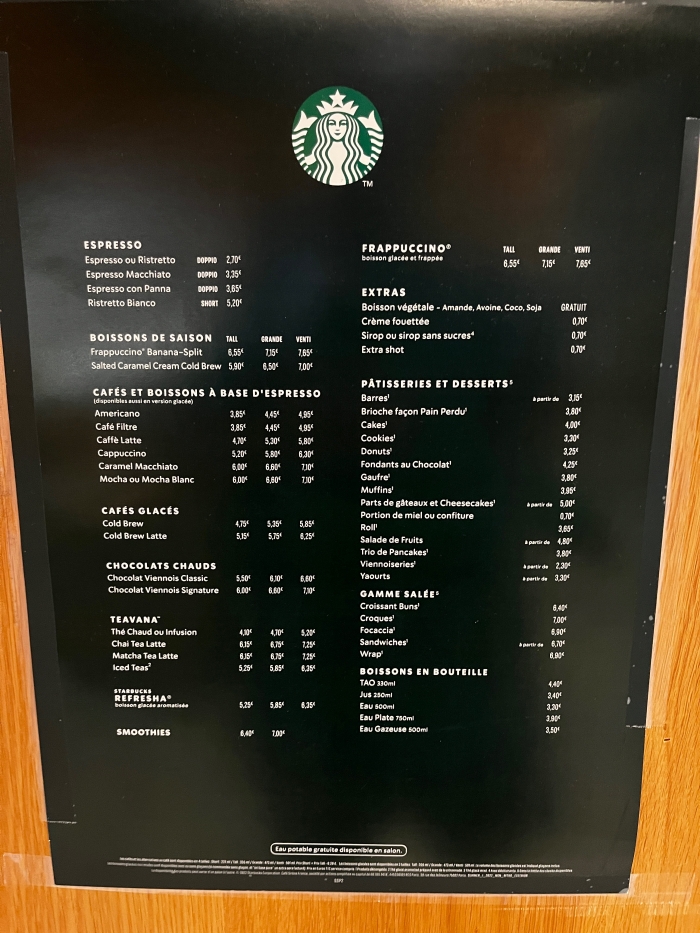 TM
ESPRESSO
Espresso ou Ristretto DOPPIO 2,70€
Espresso Macchiato DOPPIO 3,35€
Espresso con Panna DOPPIO 3,65€
Ristretto Bianco SHORT 5,20€
BOISSONS DE SAISON TALL GRANDE VENTI
Frappuccino® Banana-Split 6,55€ 7,15€ 7,65€
Salted Caramel Cream Cold Brew 5,90€ 6,50€ 7,00€
CAFÉS ET BOISSONS À BASE D'ESPRESSO
(disponibles aussi en version glacée)
Americano 3,85€ 4,45€ 4,95€
Café Filtre 3,85€ 4,45€ 4,95€
Caffè Latte 4,70€ 5,30€ 5,80€
Cappuccino 5,20€ 5,80€ 6,30€
Caramel Macchiato 6,00€ 6,60€ 7,10€
Mocha ou Mocha Blanc 6,00€ 6,60€ 7,10€
CAFÉS GLACÉS
Cold Brew 4,75€ 5,35€ 5,85€
Cold Brew Latte 5,15€ 5,75€ 6,25€
CHOCOLATS CHAUDS
Chocolat Viennois Classic 5,50€ 6,10€ 6,60€
Chocolat Viennois Signature 6,00€ 6,60€ 7,10€
TEAVANA™
Thé Chaud ou Infusion 4,10€ 4,70€ 5,20€
Chai Tea Latte 6,15€ 6,75€ 7,25€
Matcha Tea Latte 6,15€ 6,75€ 7,25€
Iced Teas² 5,25€ 5,85€ 6,35€
STARBUCKS
REFRESHA®
boisson glacée aromatisée 5,25€ 5,85€ 6,35€
SMOOTHIES 6,40€ 7,00€
FRAPPUCCINO® TALL GRANDE VENTI
boisson glacée et frappée 6,55€ 7,15€ 7,65€
EXTRAS
Boisson végétale - Amande, Avoine, Coco, Soja GRATUIT
Crème fouettée 0,70€
Sirop ou sirop sans sucres⁴ 0,70€
Extra shot 0,70€
PÂTISSERIES ET DESSERTS⁵
Barres¹ à partir de 3,15€
Brioche façon Pain Perdu¹ 3,80€
Cakes¹ 4,00€
Cookies¹ 3,30€
Donuts¹ 3,25€
Fondants au Chocolat¹ 4,25€
Gaufre¹ 3,80€
Muffins¹ 3,95€
Parts de gâteaux et Cheesecakes¹ à partir de 5,00€
Portion de miel ou confiture 0,70€
Roll¹ 3,65€
Salade de Fruits à partir de 4,80€
Trio de Pancakes¹ 3,80€
Viennoiseries¹ à partir de 2,30€
Yaourts à partir de 3,30€
GAMME SALÉE⁵
Croissant Buns¹ 6,40€
Croques¹ 7,00€
Focaccia¹ 6,90€
Sandwiches¹ à partir de 6,70€
Wrap¹ 6,90€
BOISSONS EN BOUTEILLE
TAO 330ml 4,40€
Jus 250ml 3,40€
Eau 500ml 3,30€
Eau Plate 750ml 3,90€
Eau Gazeuse 500ml 3,50€
Eau potable gratuite disponible en salon.